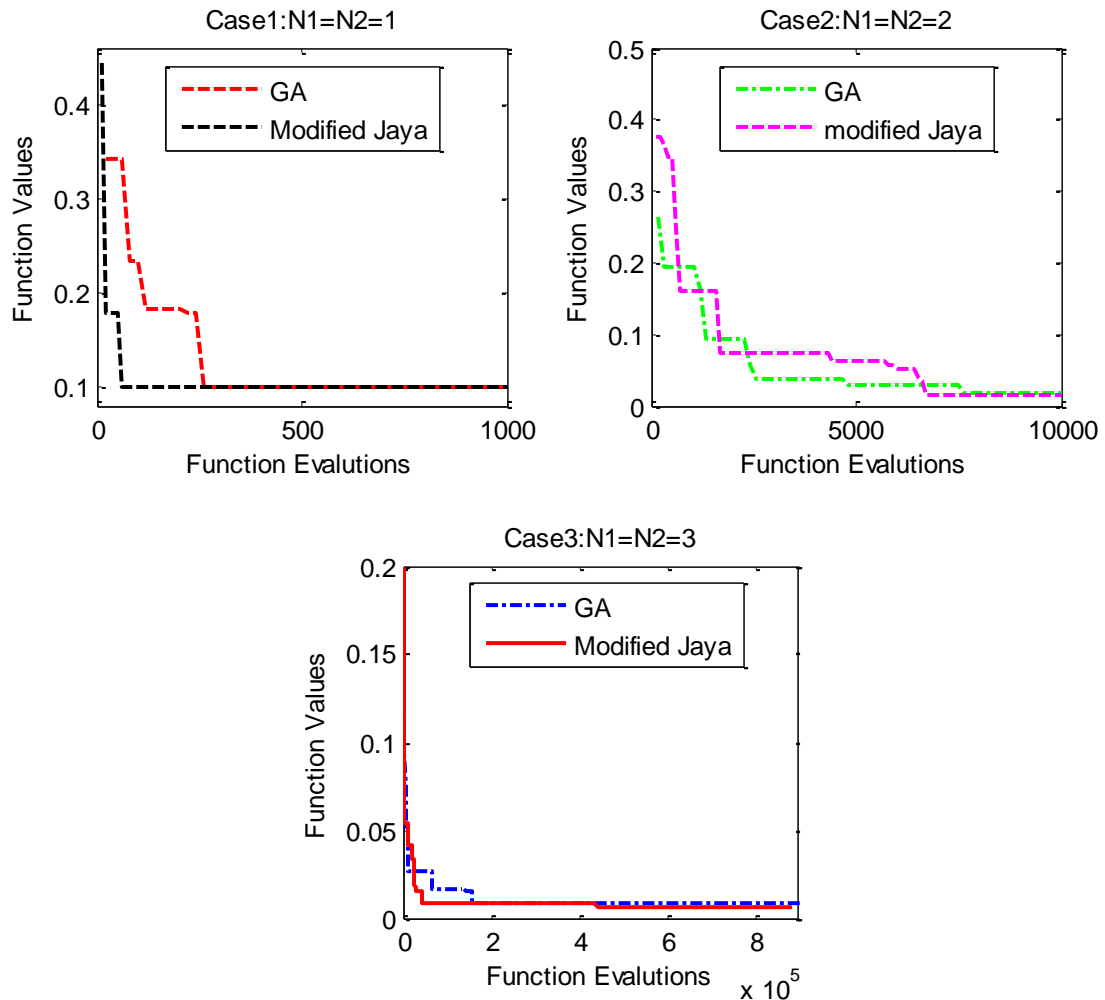 Case1:N1=N2=1
0.4
0.3
0.2
0.1
Function Values
GA
Modified Jaya
0
500
1000
Function Evalutions
Case2:N1=N2=2
0.5
0.4
0.3
0.2
0.1
0
Function Values
GA
modified Jaya
0
5000
10000
Function Evalutions
Case3:N1=N2=3
0.2
0.15
0.1
0.05
0
Function Values
GA
Modified Jaya
0
2
4
6
8
Function Evalutions
x 10^5